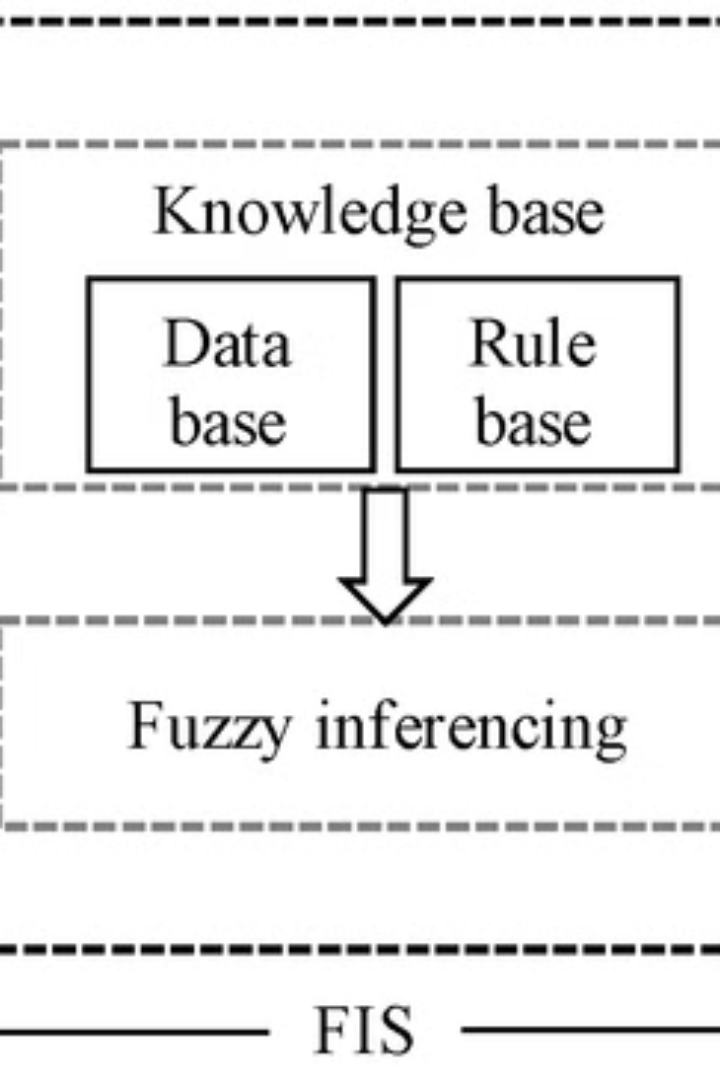 Knowledge base
Data
base
Rule
base
Fuzzy inferencing
FIS